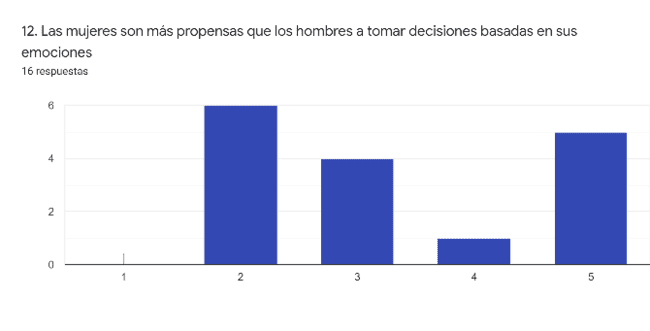 12. Las mujeres son más propensas que los hombres a tomar decisiones basadas en sus
emociones
16 respuestas
6
4
2
0
1 2 3 4 5